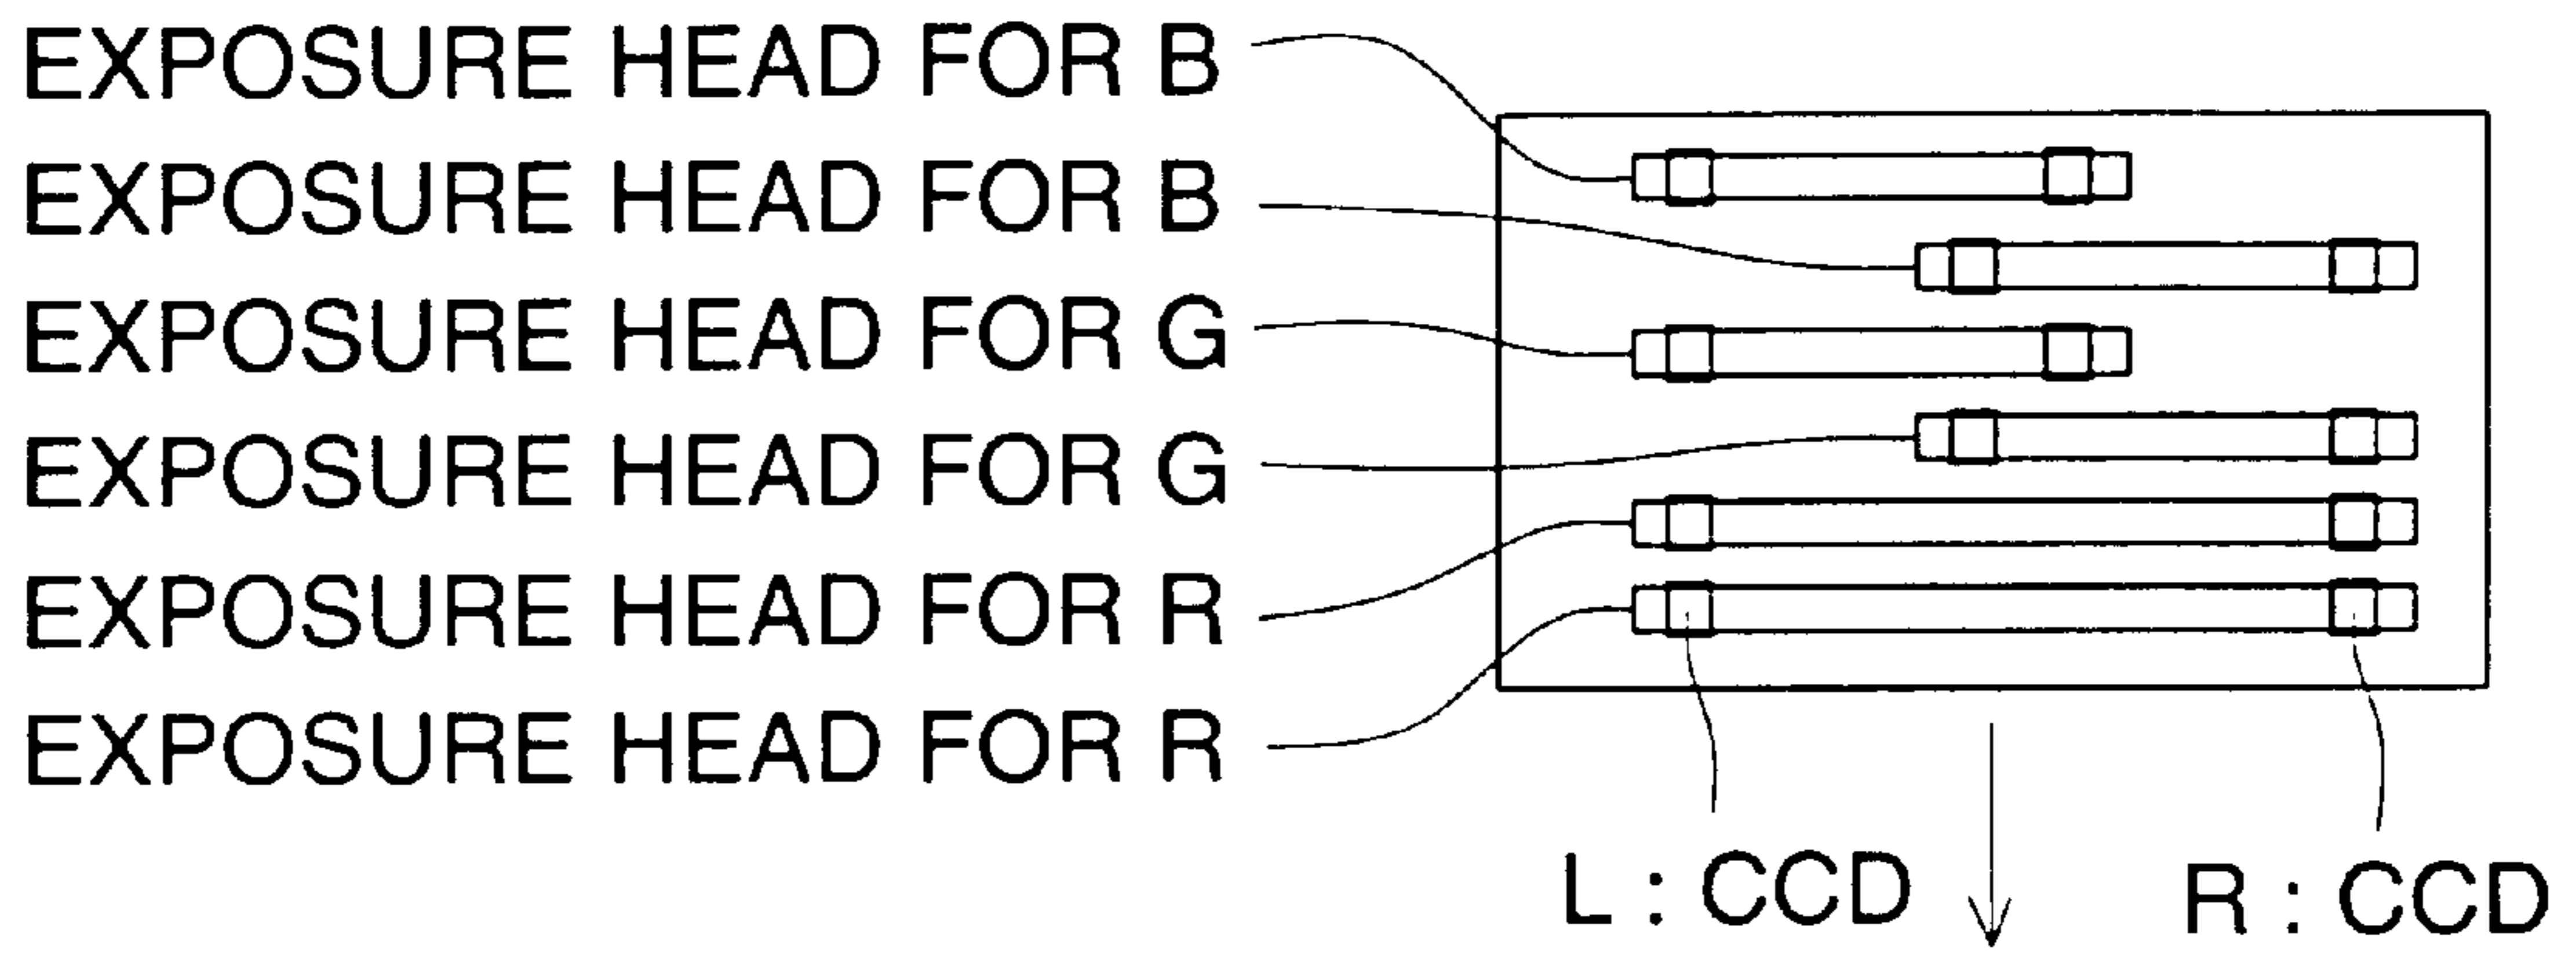 EXPOSURE HEAD FOR B
EXPOSURE HEAD FOR B
EXPOSURE HEAD FOR G
EXPOSURE HEAD FOR G
EXPOSURE HEAD FOR R
EXPOSURE HEAD FOR R
L : CCD
R : CCD